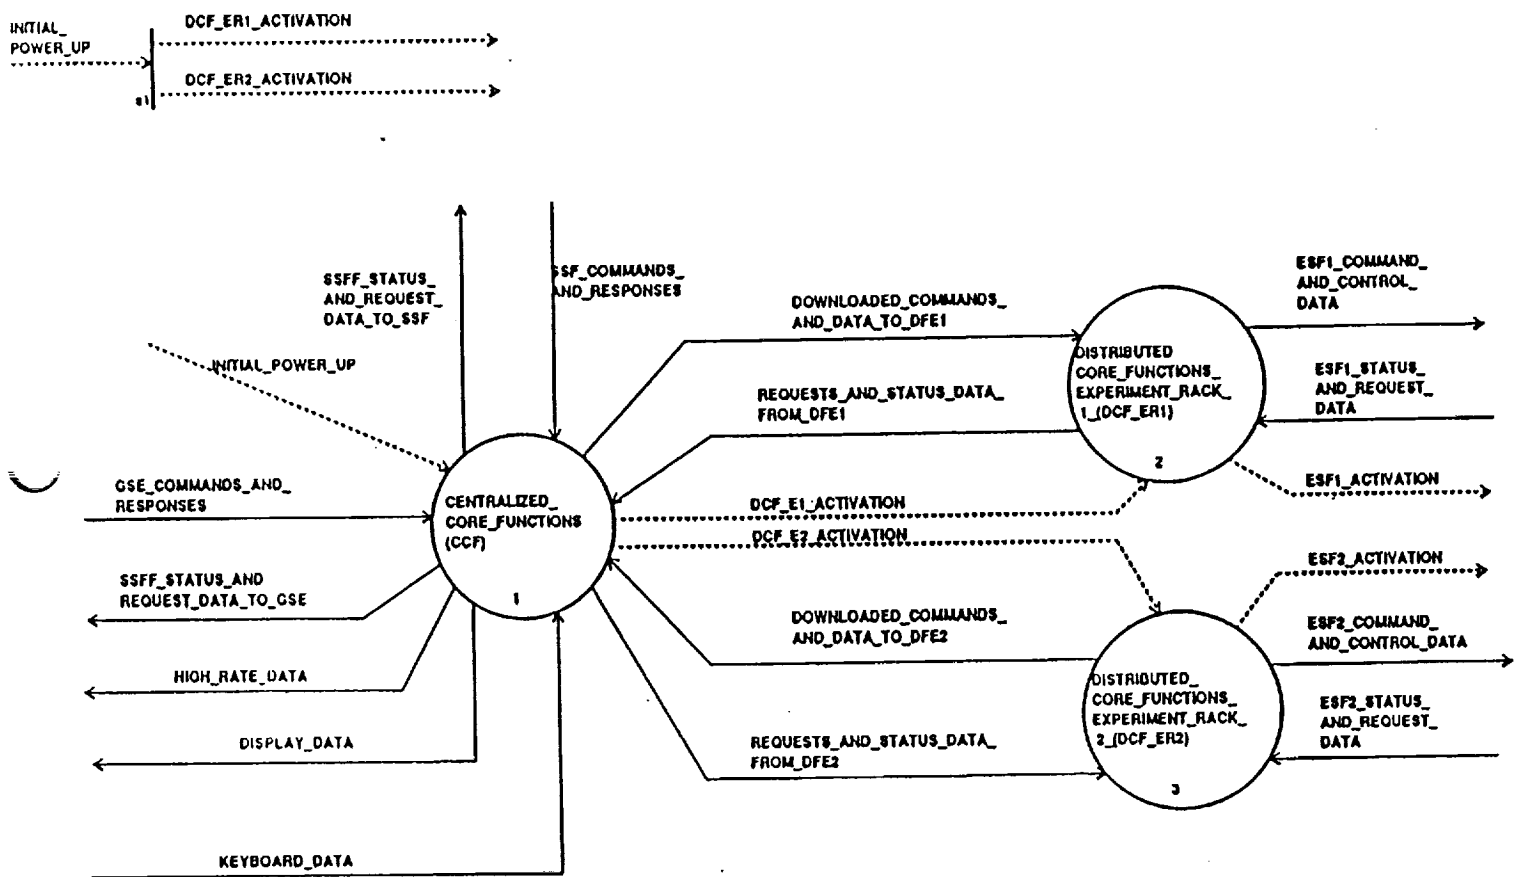 INITIAL_
POWER_UP
DCF_ER1_ACTIVATION
DCF_ER2_ACTIVATION
s1
SSFF_STATUS_
AND_REQUEST_
DATA_TO_SSF
SSF_COMMANDS_
AND_RESPONSES
INITIAL_POWER_UP
GSE_COMMANDS_AND_
RESPONSES
SSFF_STATUS_AND
REQUEST_DATA_TO_GSE
HIGH_RATE_DATA
DISPLAY_DATA
KEYBOARD_DATA
CENTRALIZED_
CORE_FUNCTIONS
(CCF)
1
DOWNLOADED_COMMANDS_
AND_DATA_TO_DFE1
REQUESTS_AND_STATUS_DATA_
FROM_DFE1
DCF_E1_ACTIVATION
DCF_E2_ACTIVATION
DOWNLOADED_COMMANDS_
AND_DATA_TO_DFE2
REQUESTS_AND_STATUS_DATA_
FROM_DFE2
DISTRIBUTED
CORE_FUNCTIONS_
EXPERIMENT_RACK_
1_(DCF_ER1)
2
ESF1_COMMAND_
AND_CONTROL_
DATA
ESF1_STATUS_
AND_REQUEST_
DATA
ESF1_ACTIVATION
ESF2_ACTIVATION
DISTRIBUTED_
CORE_FUNCTIONS_
EXPERIMENT_RACK_
2_(DCF_ER2)
3
ESF2_COMMAND_
AND_CONTROL_DATA
ESF2_STATUS_
AND_REQUEST_
DATA